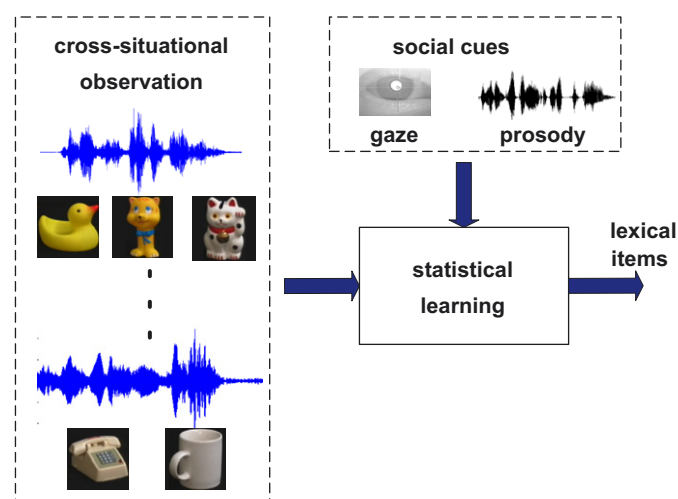 cross-situational
observation
social cues
gaze
prosody
statistical
learning
lexical
items